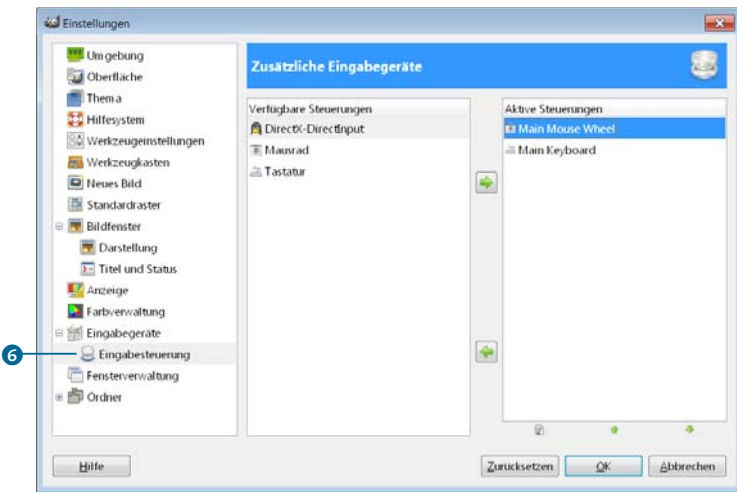 Einstellungen
Umgebung
Oberfläche
Thema
Hilfesystem
Werkzeugeinstellungen
Werkzeugkasten
Neues Bild
Standardraster
Bildfenster
Darstellung
Titel und Status
Anzeige
Farbverwaltung
Eingabegeräte
6 Eingabesteuerung
Fensterverwaltung
Ordner
Zusätzliche Eingabegeräte
Verfügbare Steuerungen
DirectX-DirectInput
Mausrad
Tastatur
Aktive Steuerungen
Main Mouse Wheel
Main Keyboard
Hilfe
Zurücksetzen OK Abbrechen